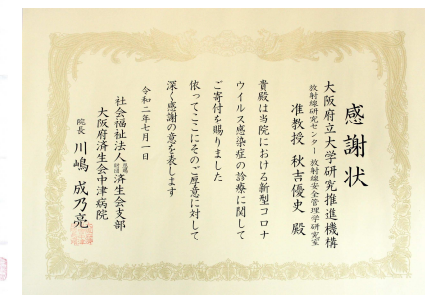 感謝状
大阪府立大学研究推進機構
放射線研究センター 放射線安全管理学研究室
准教授 秋吉優史 殿
貴殿は当院における新型コロナ
ウイルス感染症の診療に関して
ご寄付を賜りました
依ってここにそのご厚意に対して
深く感謝の意を表します
令和二年七月一日
社会福祉法人恩賜財団済生会支部
大阪府済生会中津病院
院長 川嶋成乃亮